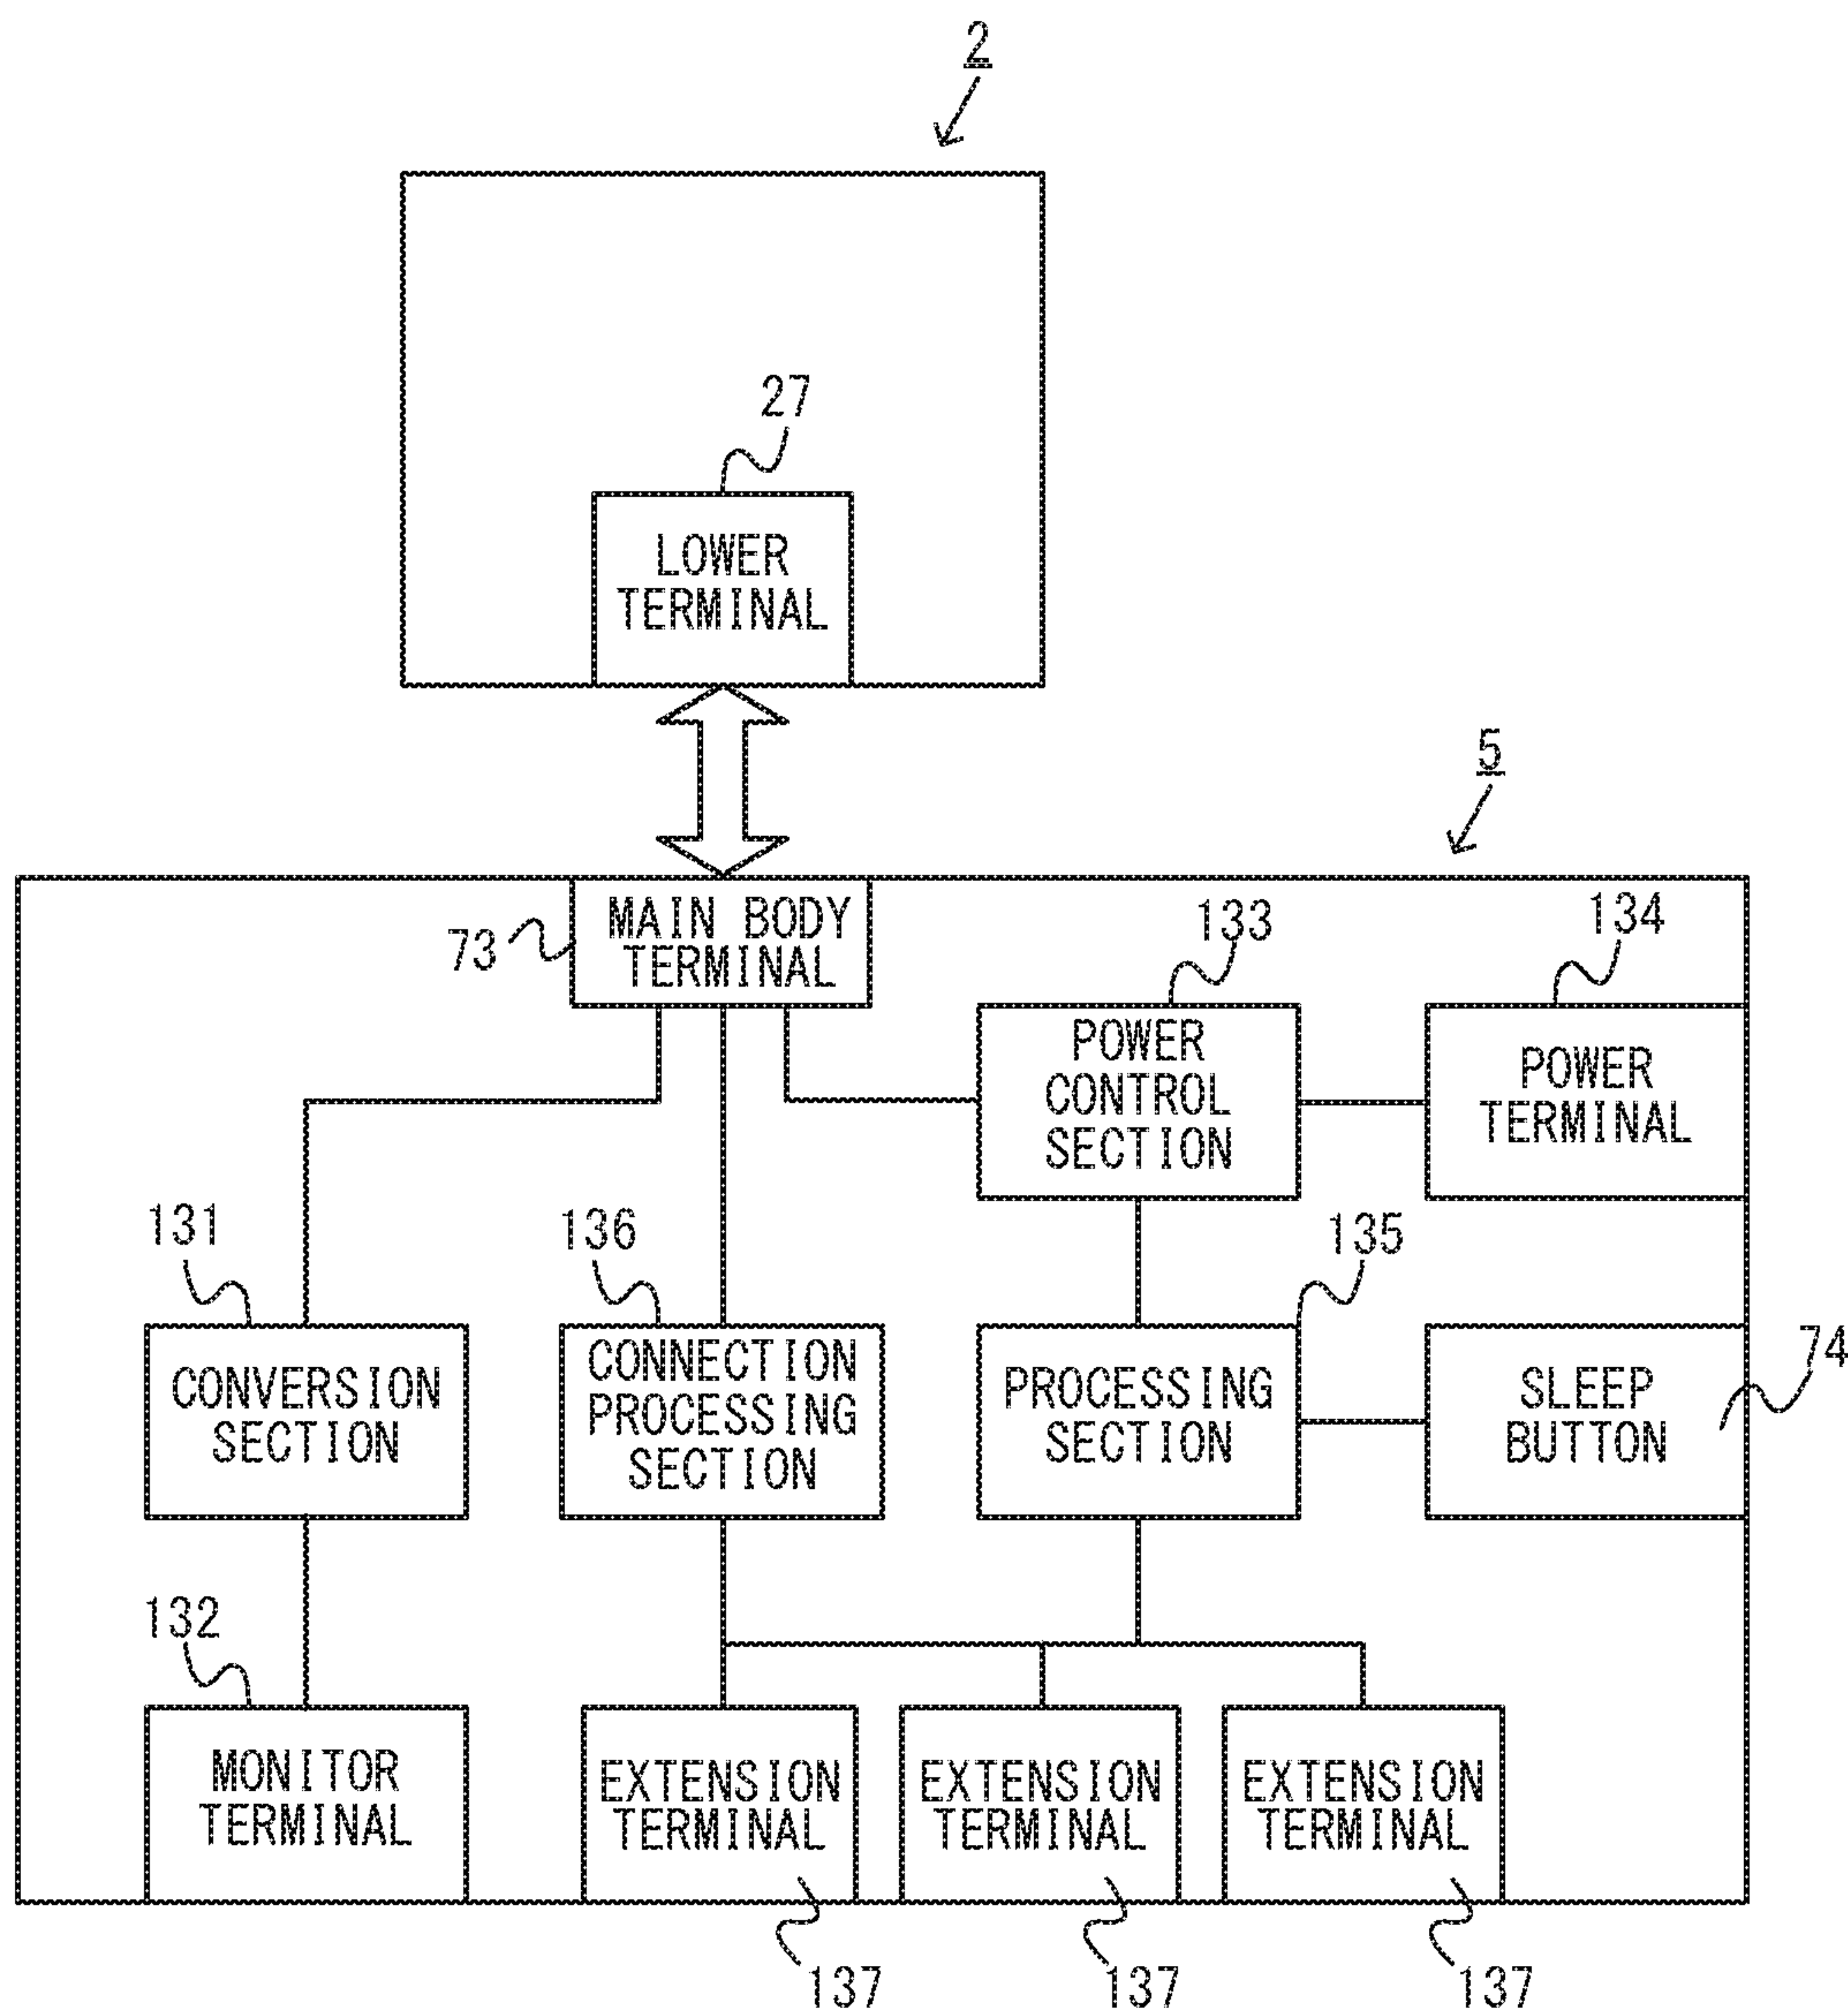 2
27
LOWER
TERMINAL
5
73
MAIN BODY
TERMINAL
133
134
POWER
CONTROL
SECTION
POWER
TERMINAL
131
136
135
74
CONVERSION
SECTION
CONNECTION
PROCESSING
SECTION
PROCESSING
SECTION
SLEEP
BUTTON
132
MONITOR
TERMINAL
EXTENSION
TERMINAL
EXTENSION
TERMINAL
EXTENSION
TERMINAL
137
137
137